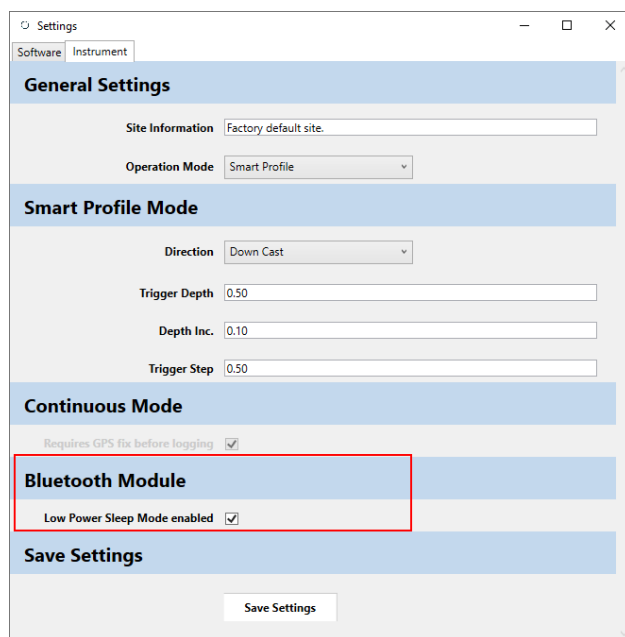 Settings
Software Instrument
General Settings
Site Information Factory default site.
Operation Mode Smart Profile
Smart Profile Mode
Direction Down Cast
Trigger Depth 0.50
Depth Inc. 0.10
Trigger Step 0.50
Continuous Mode
Requires GPS fix before logging
Bluetooth Module
Low Power Sleep Mode enabled
Save Settings
Save Settings